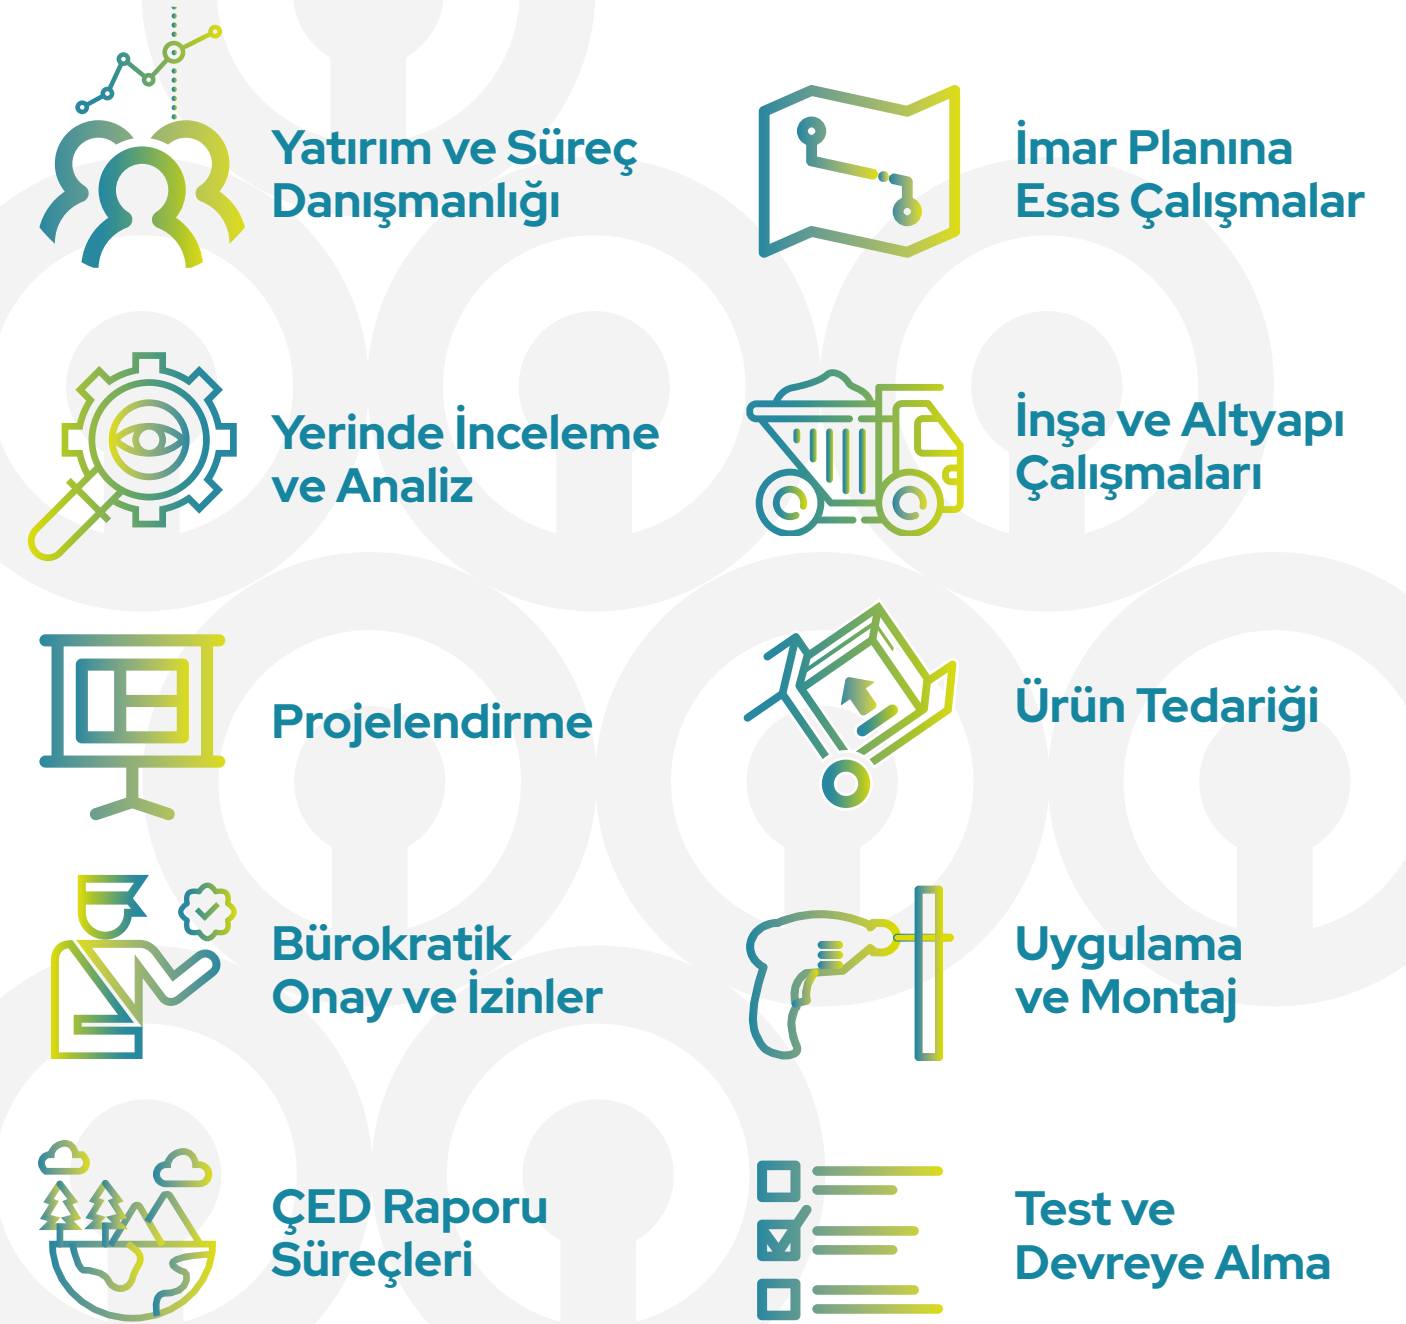 Yatırım ve Süreç
Danışmanlığı
Yerinde İnceleme
ve Analiz
Projelendirme
Bürokratik
Onay ve İzinler
ÇED Raporu
Süreçleri
İmar Planına
Esas Çalışmalar
İnşa ve Altyapı
Çalışmaları
Ürün Tedariği
Uygulama
ve Montaj
Test ve
Devreye Alma